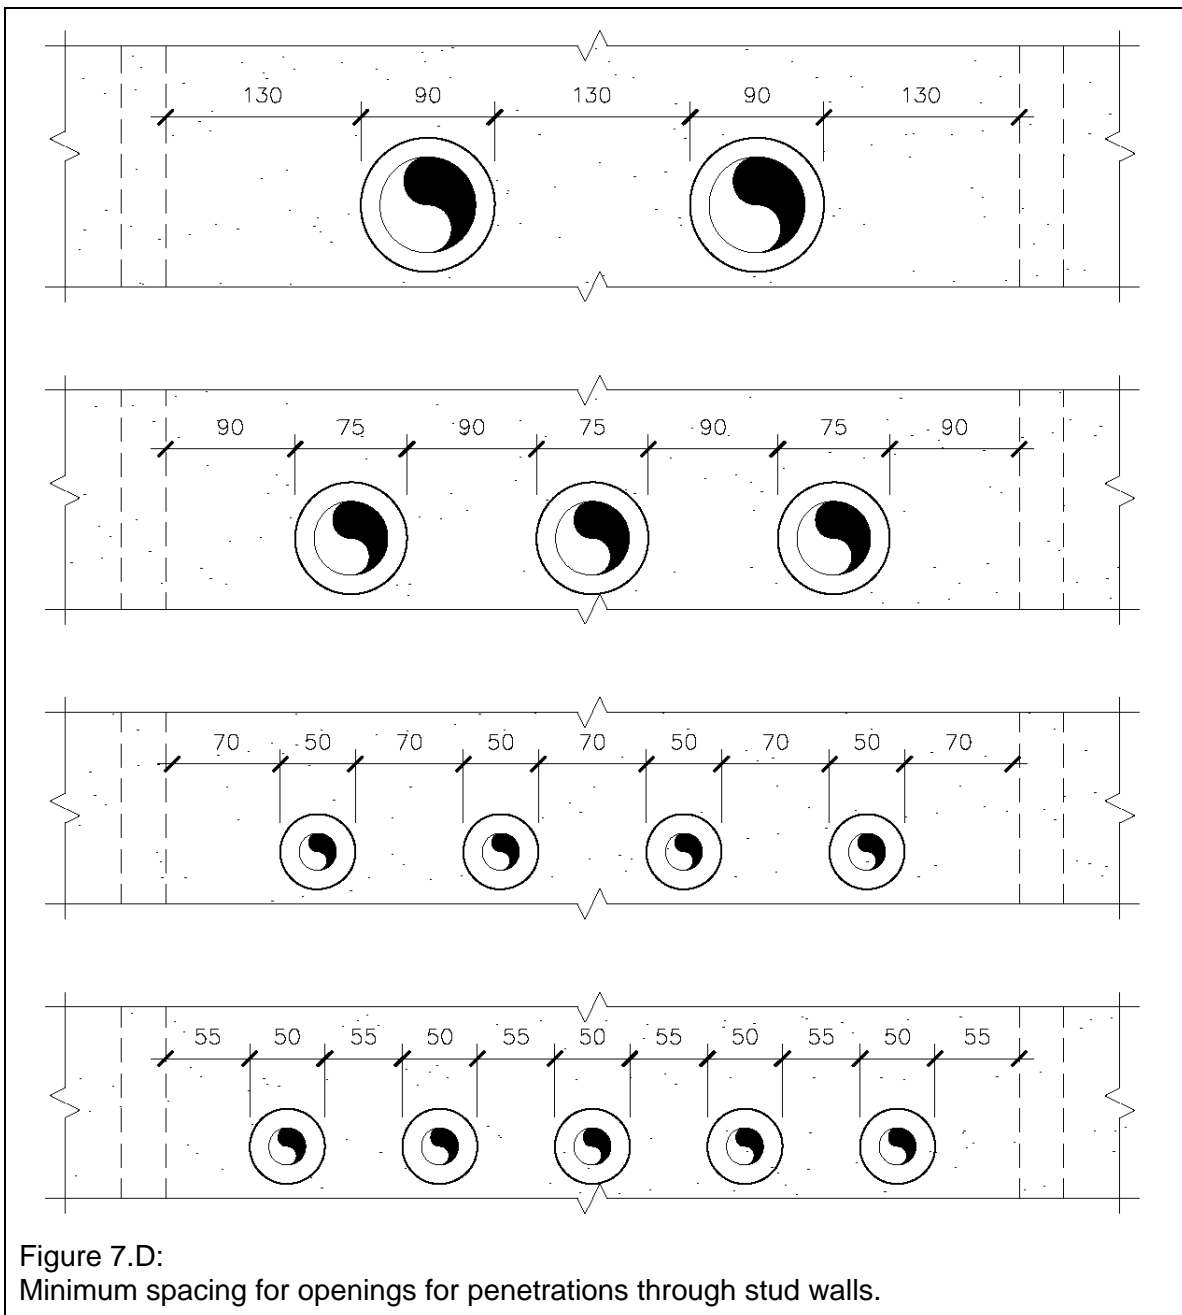 130 90 130 90 130
90 75 90 75 90 75 90
70 50 70 50 70 50 70 50 70
55 50 55 50 55 50 55 50 55 50 55
Figure 7.D:
Minimum spacing for openings for penetrations through stud walls.